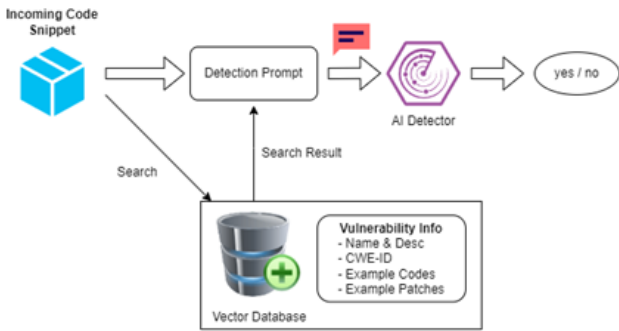 Incoming Code
Snippet
Detection Prompt
AI Detector
yes / no
Search
Search Result
Vector Database
Vulnerability Info
- Name & Desc
- CWE-ID
- Example Codes
- Example Patches